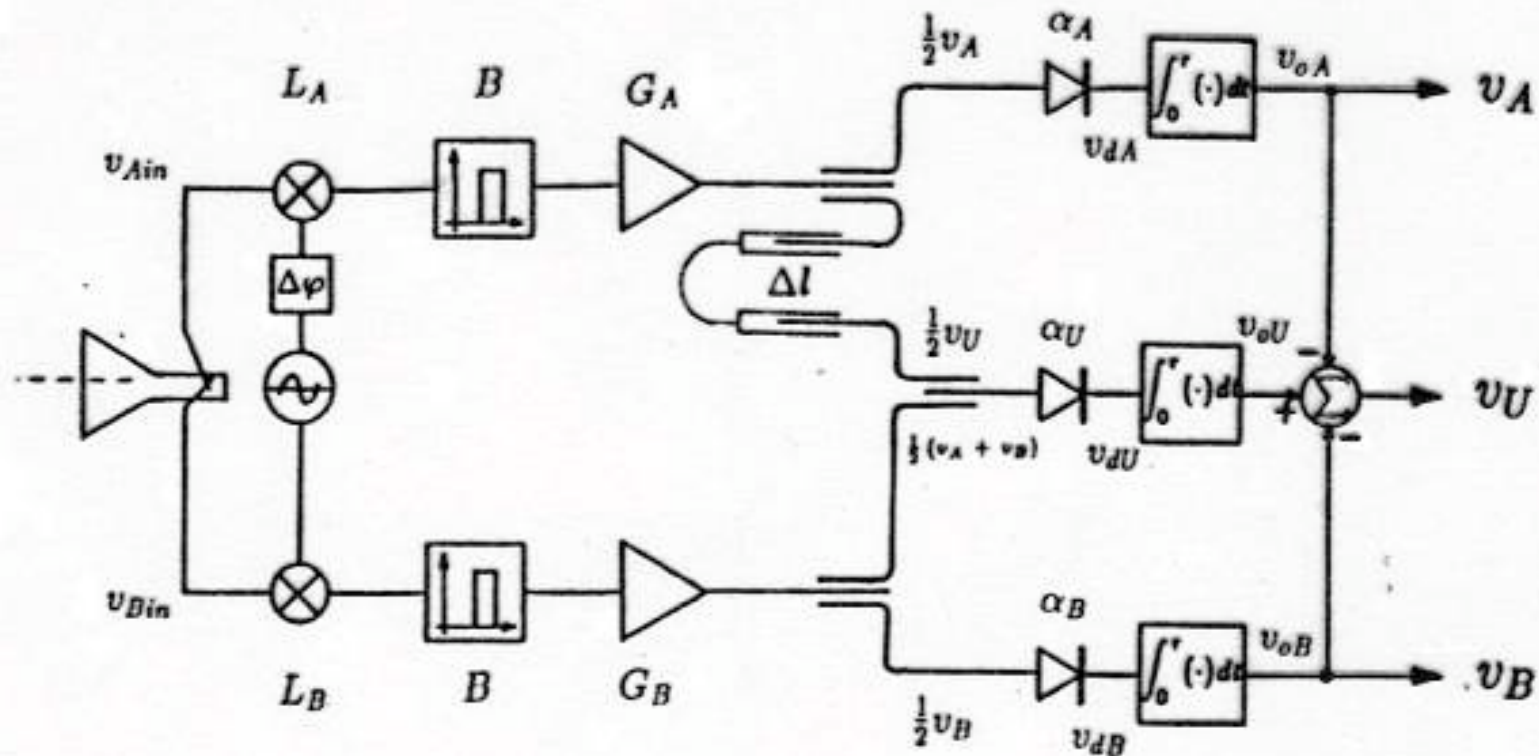 ½v_A
α_A
∫₀^τ (·) dt
v_oA
v_A
L_A
B
G_A
v_Ain
v_dA
Δφ
Δl
½v_U
α_U
v_oU
-
∫₀^τ (·) dt
Σ
+
v_U
½(v_A + v_B)
v_dU
-
v_Bin
α_B
v_oB
∫₀^τ (·) dt
v_B
L_B
B
G_B
½v_B
v_dB